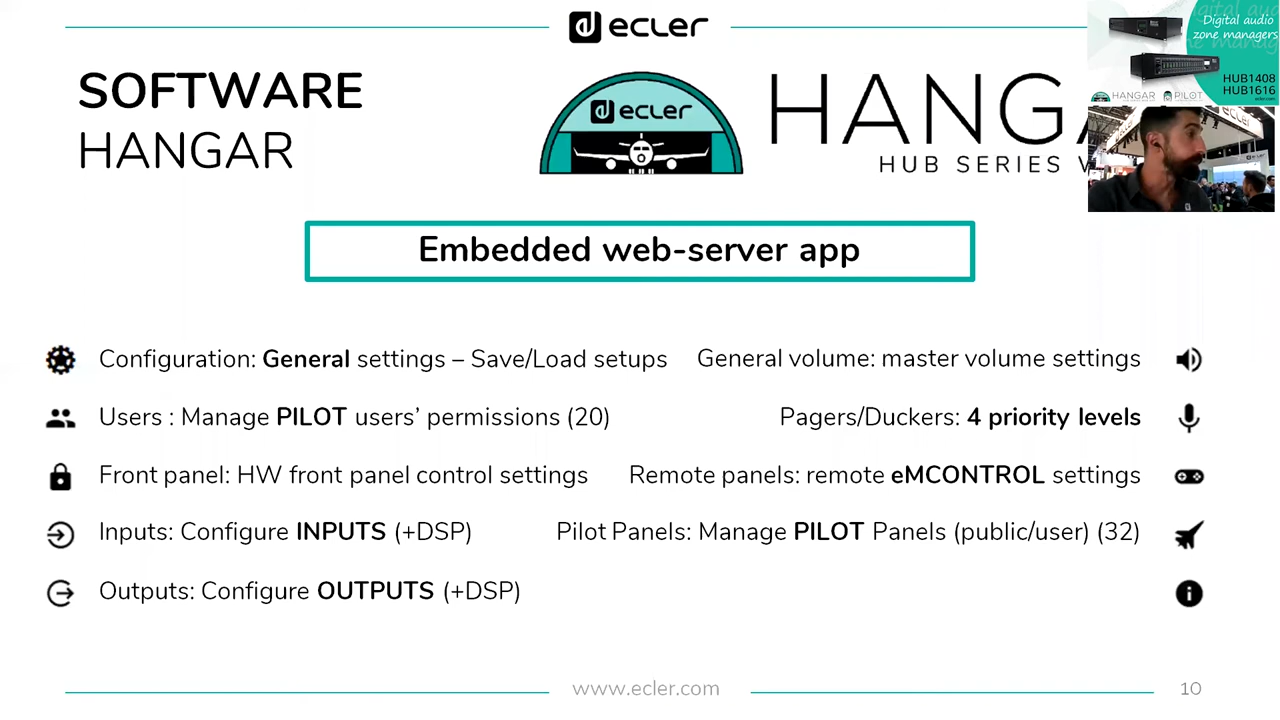 ecler
SOFTWARE
HANGAR
ecler
HANG
HUB SERIES
Digital audio
zone managers
HUB1408
HUB1616
HANGAR
PILOT
ecler
Embedded web-server app
Configuration: General settings – Save/Load setups
General volume: master volume settings
Users : Manage PILOT users’ permissions (20)
Pagers/Duckers: 4 priority levels
Front panel: HW front panel control settings
Remote panels: remote eMCONTROL settings
Inputs: Configure INPUTS (+DSP)
Pilot Panels: Manage PILOT Panels (public/user) (32)
Outputs: Configure OUTPUTS (+DSP)
www.ecler.com
10